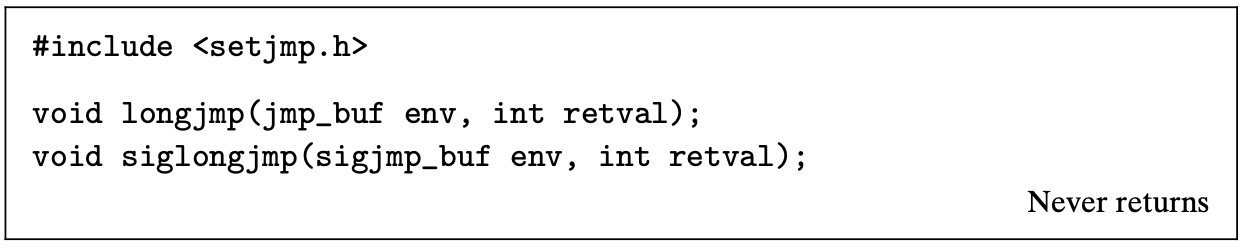 #include <setjmp.h>
void longjmp(jmp_buf env, int retval);
void siglongjmp(sigjmp_buf env, int retval);
Never returns